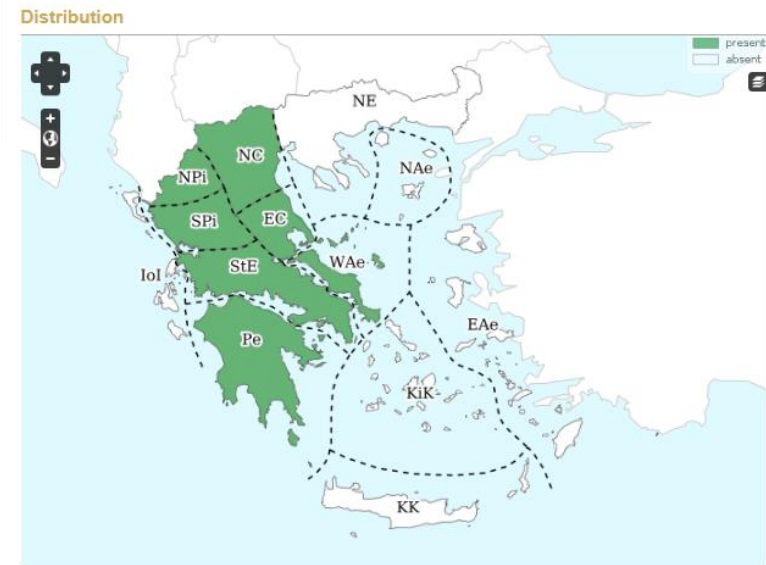 Distribution
present
absent
NE
NC
NAe
NPi
SPi
EC
WAe
IoI
StE
EAe
Pe
KiK
KK